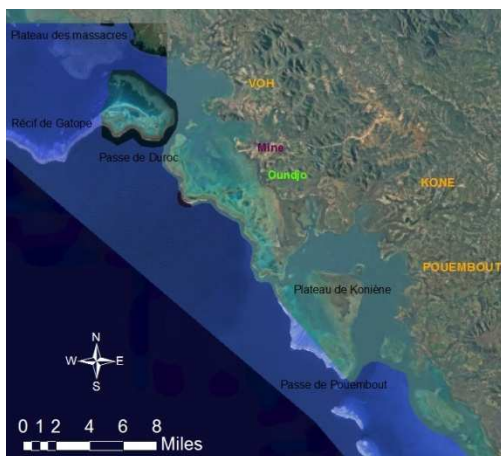 Plateau des massacres
VOH
Récif de Gatope
Passe de Duroc
Mine
Oundjo
KONE
POUEMBOUT
Plateau de Koniène
N
W E
S
Passe de Pouembout
0 1 2 4 6 8
Miles